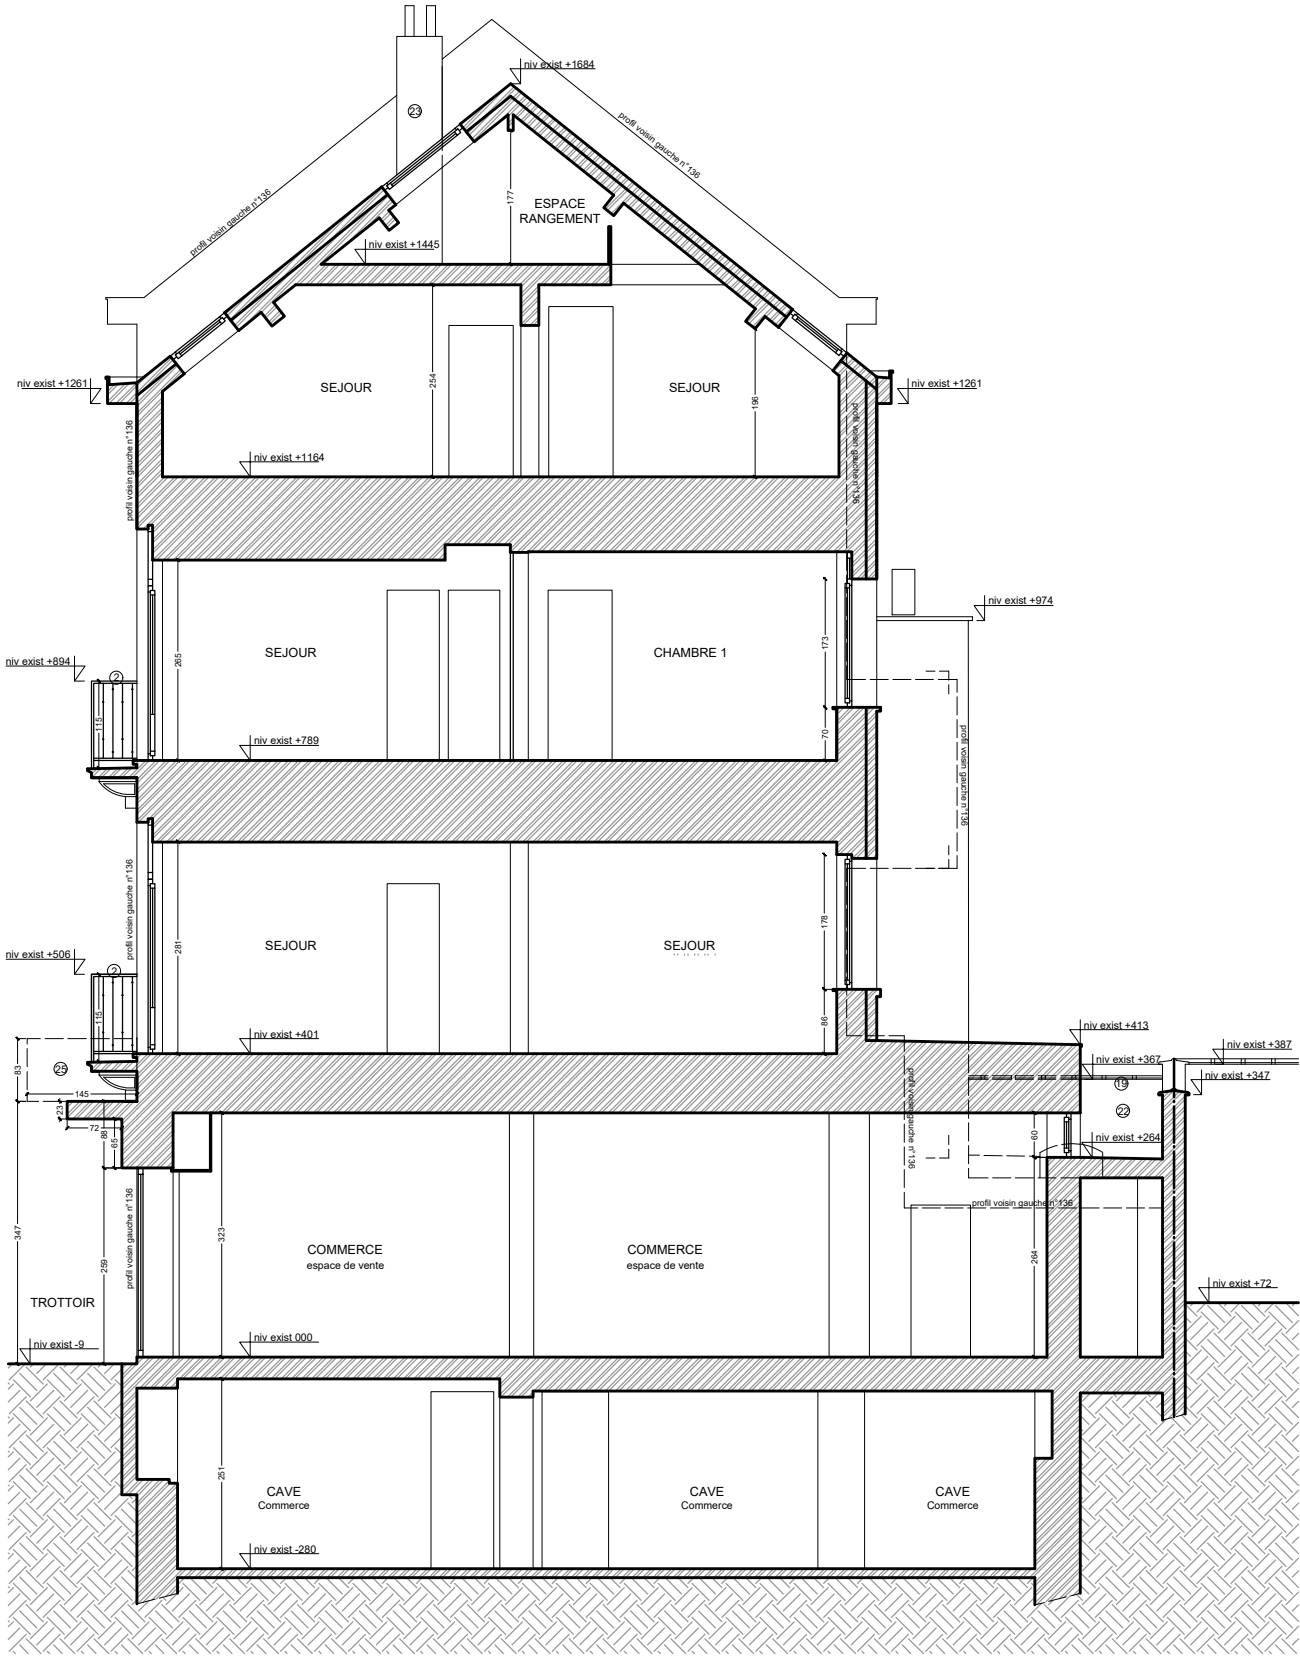 niv exist +1684
23
profil voisin gauche n°136
profil voisin gauche n°136
177
ESPACE
RANGEMENT
niv exist +1445
niv exist +1261
niv exist +1261
SEJOUR
SEJOUR
254
196
profil voisin gauche n°136
profil voisin gauche n°136
niv exist +1164
niv exist +974
173
SEJOUR
CHAMBRE 1
265
niv exist +894
2
115
niv exist +789
70
profil voisin gauche n°136
profil voisin gauche n°136
178
SEJOUR
SEJOUR
281
niv exist +506
2
115
niv exist +401
86
niv exist +413
niv exist +387
niv exist +367
niv exist +347
83
25
145
19
22
23
72
88
65
60
niv exist +264
profil voisin gauche n°136
profil voisin gauche n°136
profil voisin gauche n°136
347
259
323
264
COMMERCE
espace de vente
COMMERCE
espace de vente
niv exist +72
TROTTOIR
niv exist -9
niv exist 000
251
CAVE
Commerce
CAVE
Commerce
CAVE
Commerce
niv exist -280